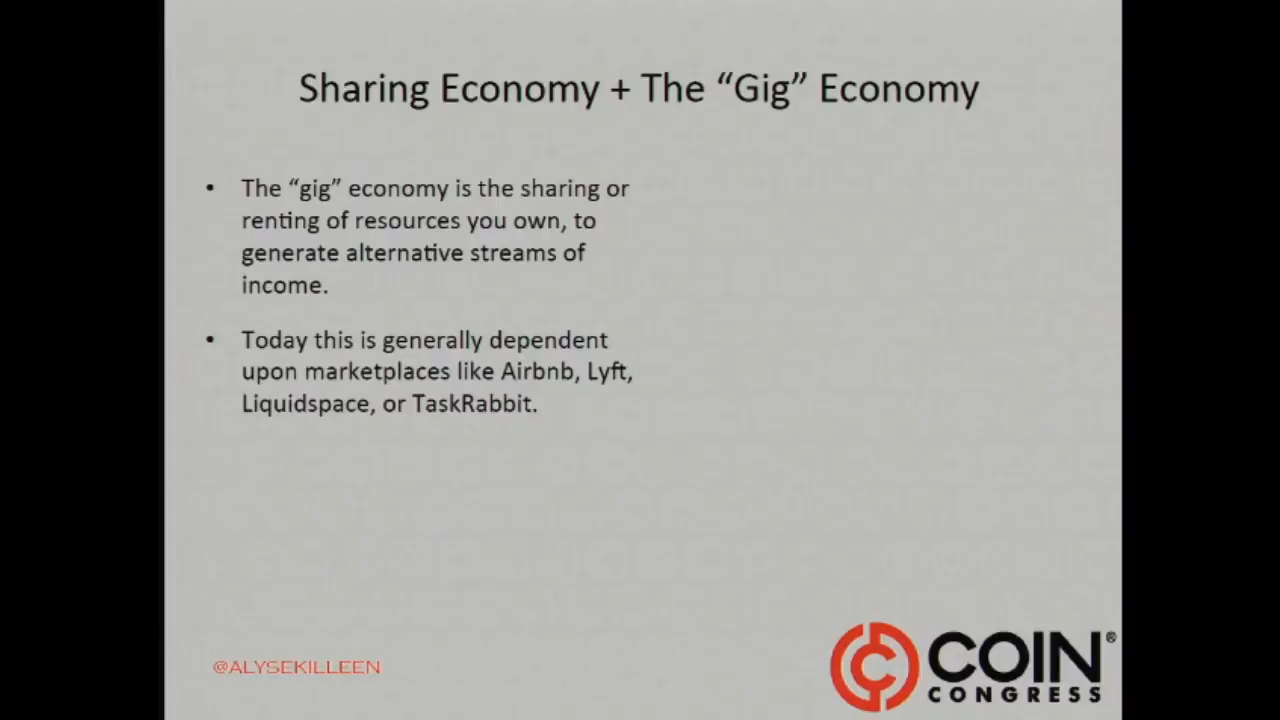 Sharing Economy + The “Gig” Economy
• The “gig” economy is the sharing or
renting of resources you own, to
generate alternative streams of
income.
• Today this is generally dependent
upon marketplaces like Airbnb, Lyft,
Liquidspace, or TaskRabbit.
@ALYSEKILLEEN
COIN®
CONGRESS